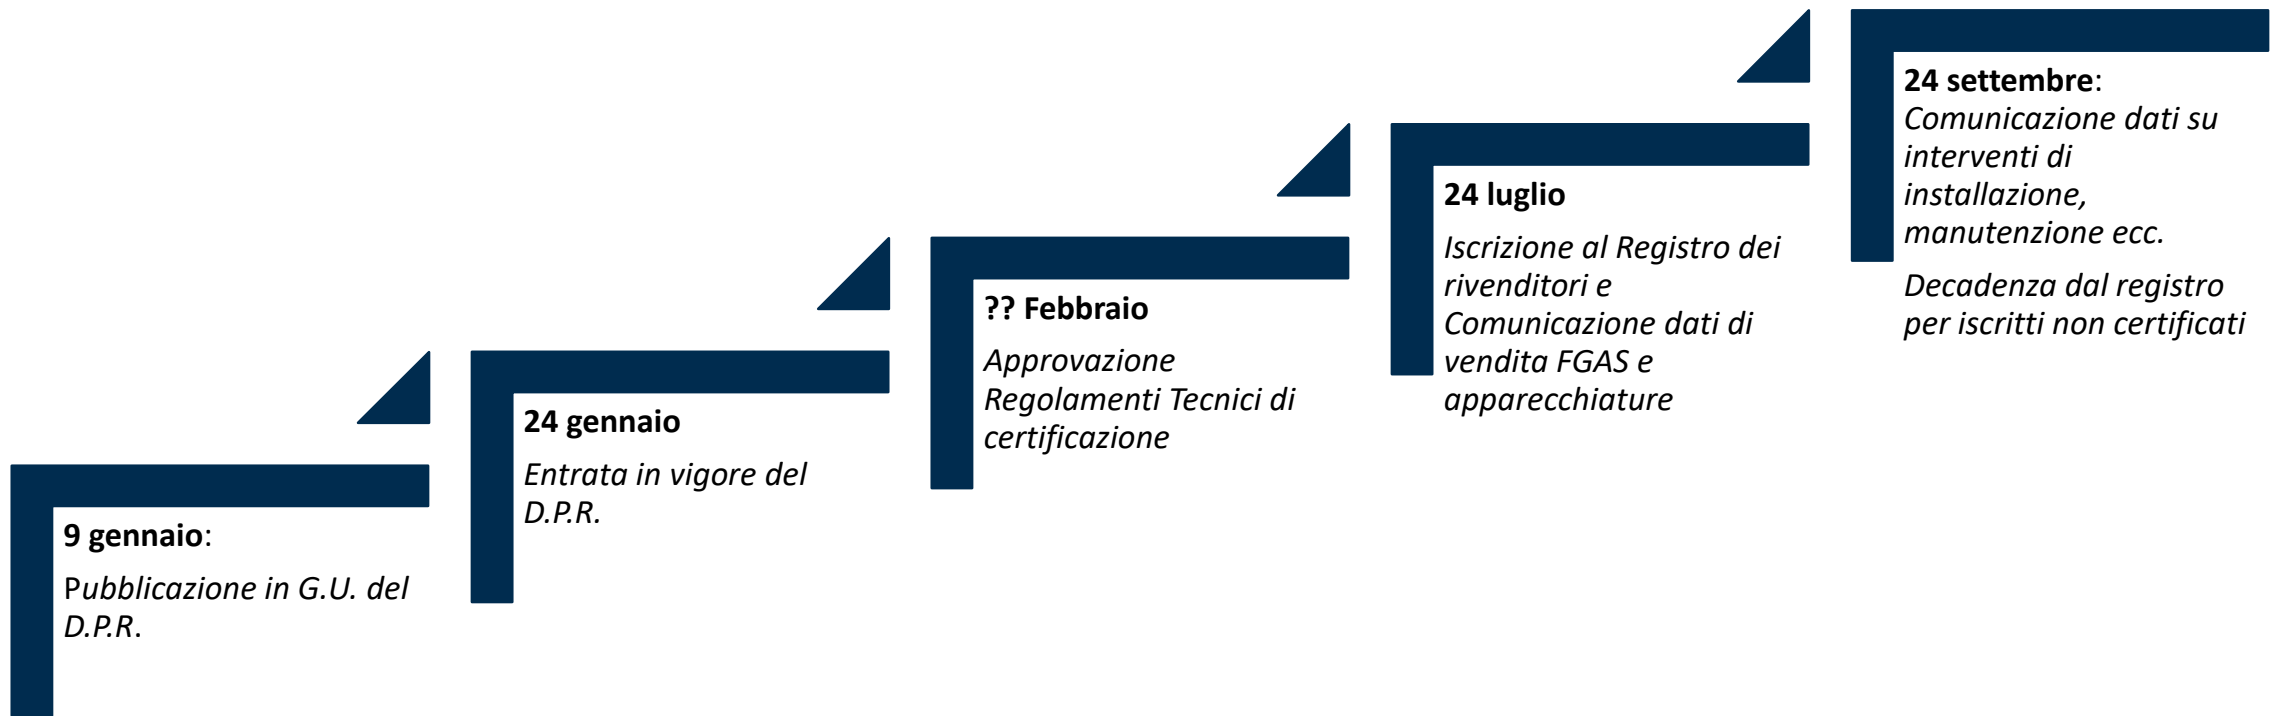 9 gennaio:
Pubblicazione in G.U. del
D.P.R.
24 gennaio
Entrata in vigore del
D.P.R.
?? Febbraio
Approvazione
Regolamenti Tecnici di
certificazione
24 luglio
Iscrizione al Registro dei
rivenditori e
Comunicazione dati di
vendita FGAS e
apparecchiature
24 settembre:
Comunicazione dati su
interventi di
installazione,
manutenzione ecc.
Decadenza dal registro
per iscritti non certificati